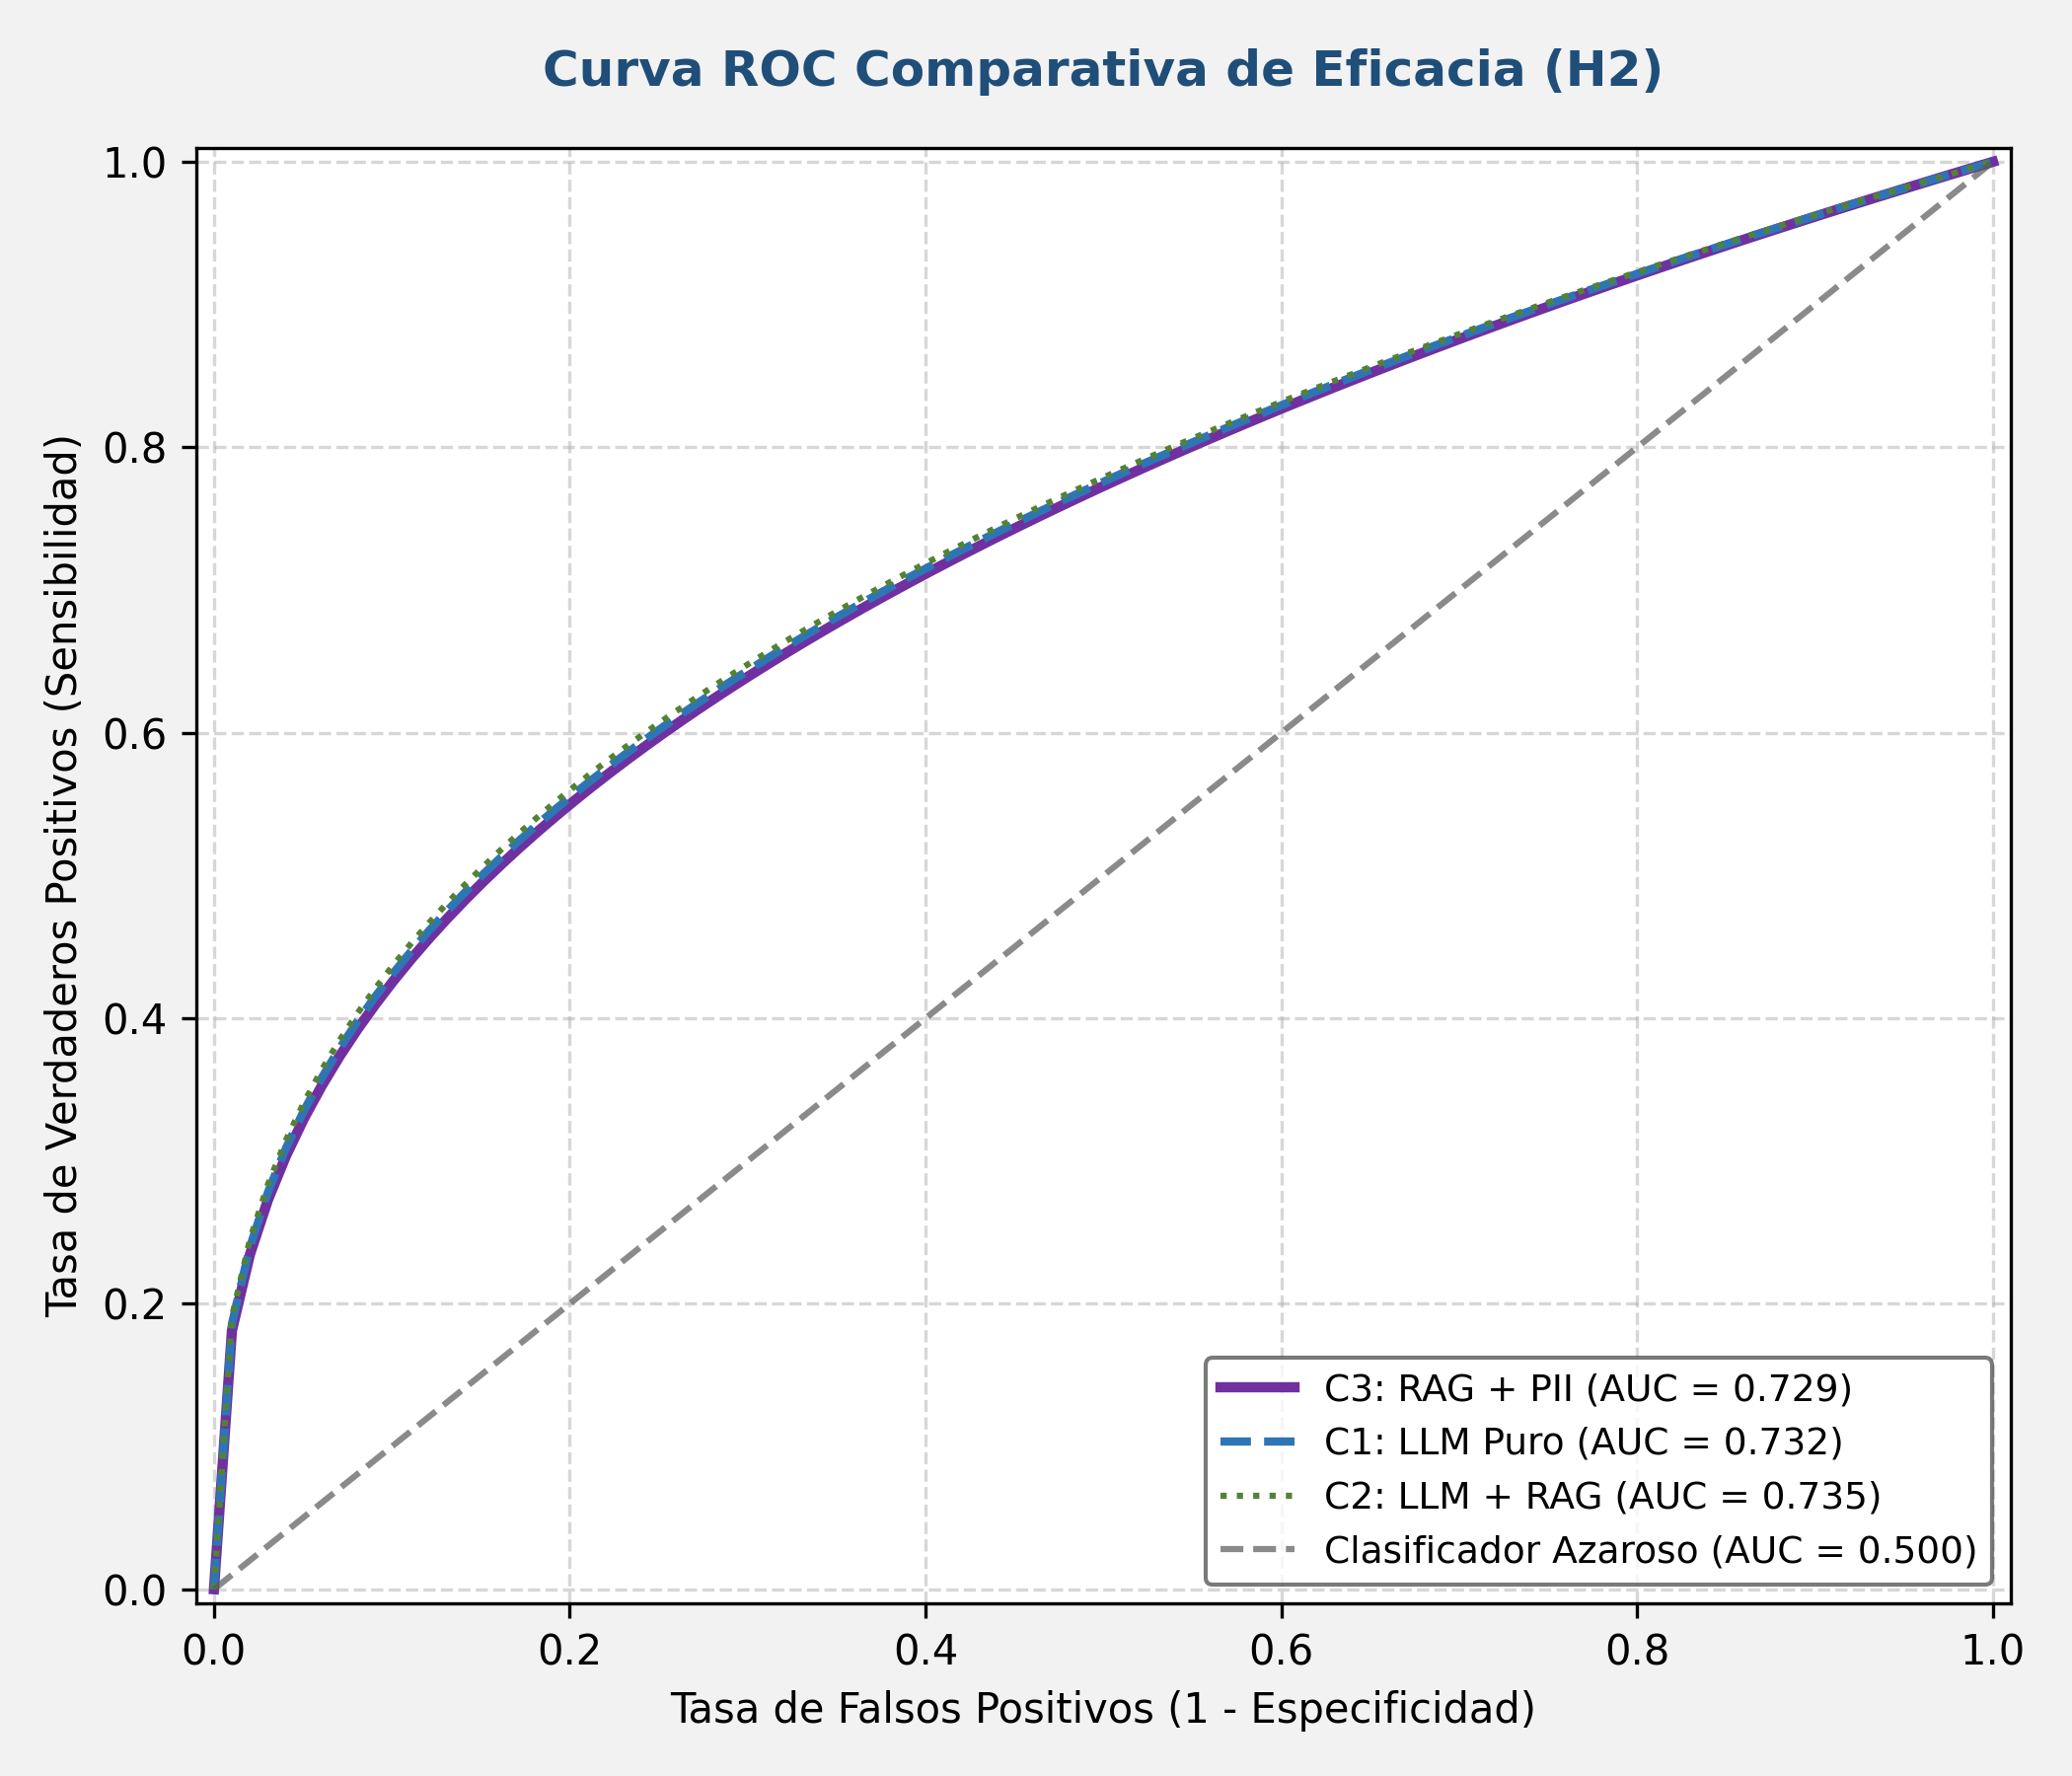 Curva ROC Comparativa de Eficacia (H2)
Tasa de Verdaderos Positivos (Sensibilidad)
1.0
0.8
0.6
0.4
0.2
0.0
C3: RAG + PII (AUC = 0.729)
C1: LLM Puro (AUC = 0.732)
C2: LLM + RAG (AUC = 0.735)
Clasificador Azaroso (AUC = 0.500)
0.0 0.2 0.4 0.6 0.8 1.0
Tasa de Falsos Positivos (1 - Especificidad)